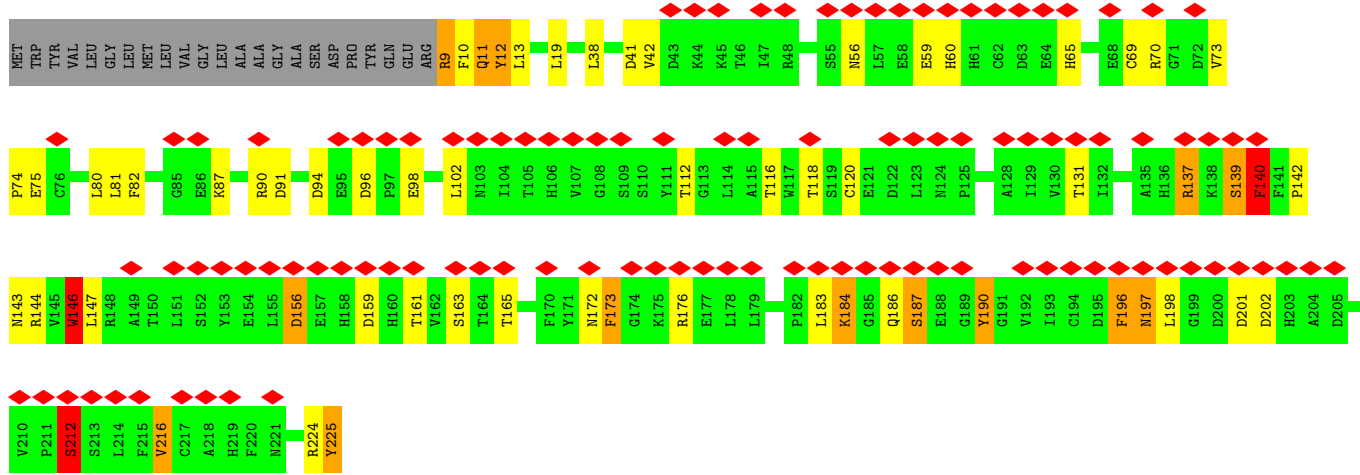 MET TRP TYR VAL LEU GLY LEU MET LEU VAL GLY LEU ALA ALA GLY ALA SER ASP PRO TYR GLN GLU ARG R9 F10 Q11 Y12 L13 L19 L38 D41 V42 D43 K44 K45 T46 I47 R48 S55 N56 L57 E58 E59 H60 H61 C62 D63 E64 H65 E68 C69 R70 G71 D72 V73
P74 E75 C76 L80 L81 F82 G85 E86 K87 R90 D91 D94 E95 D96 P97 E98 L102 N103 I104 T105 H106 V107 G108 S109 S110 Y111 T112 G113 L114 A115 T116 W117 T118 S119 C120 E121 D122 L123 N124 P125 A128 I129 V130 T131 I132 A135 H136 R137 K138 S139 F140 F141 P142
N143 R144 V145 W146 L147 R148 A149 T150 L151 S152 Y153 E154 L155 D156 E157 H158 D159 H160 T161 V162 S163 T164 T165 F170 Y171 N172 F173 G174 K175 R176 E177 L178 L179 P182 L183 K184 G185 Q186 S187 E188 G189 Y190 G191 V192 I193 C194 D195 F196 N197 L198 G199 D200 D201 D202 H203 A204 D205
V210 P211 S212 S213 L214 F215 V216 C217 A218 H219 F220 N221 R224 Y225